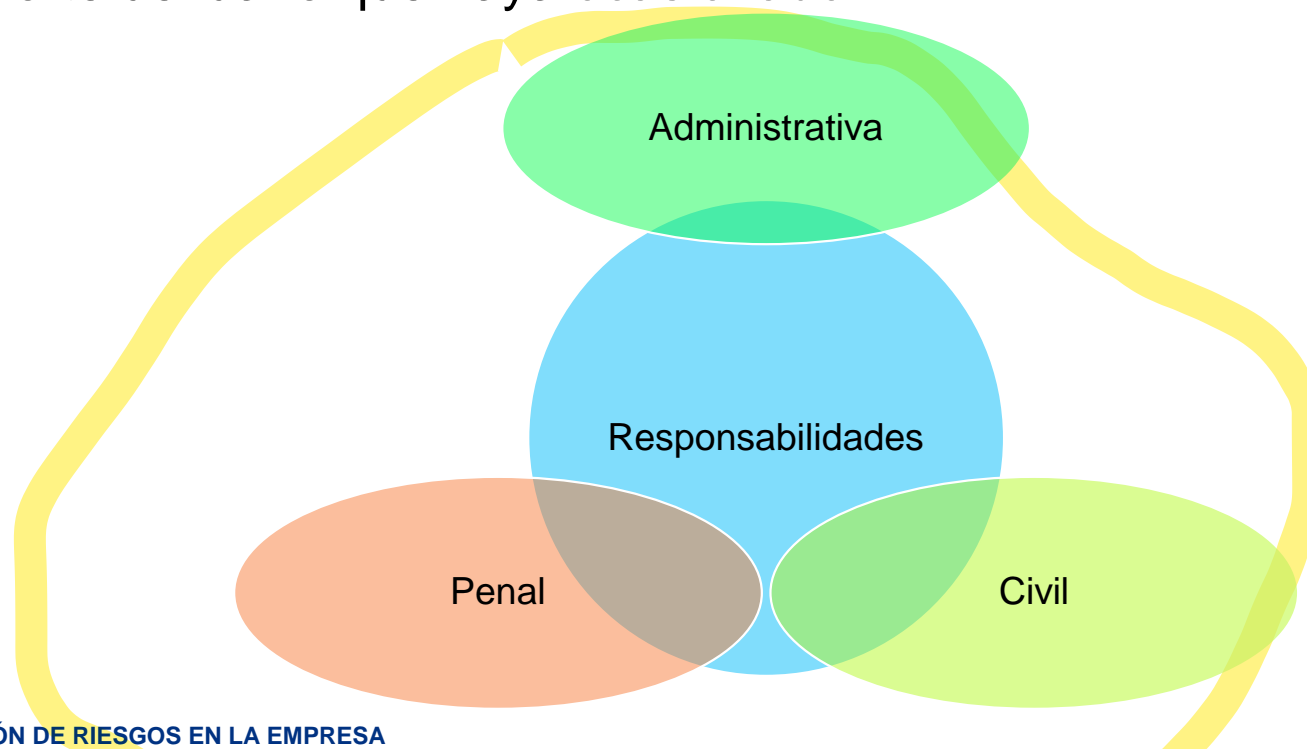 Administrativa
Responsabilidades
Penal
Civil
ÓN DE RIESGOS EN LA EMPRESA